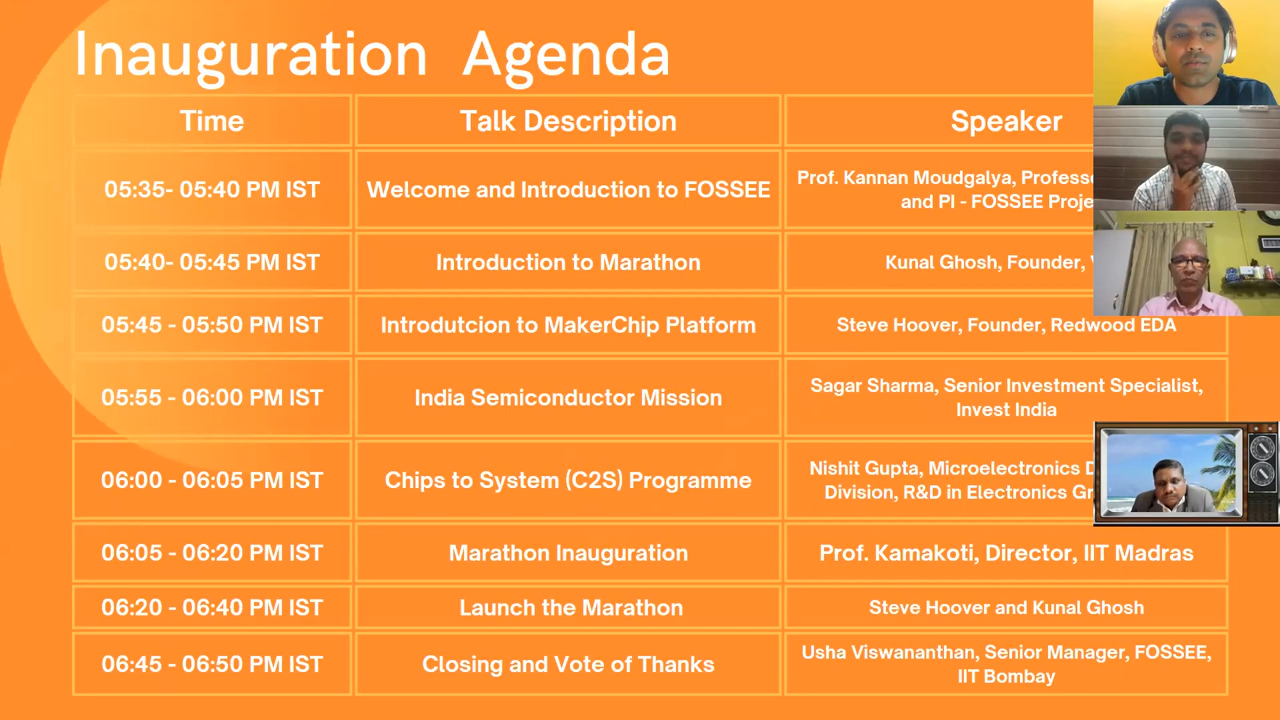 Inauguration Agenda
Time Talk Description Speaker
05:35- 05:40 PM IST Welcome and Introduction to FOSSEE Prof. Kannan Moudgalya,
and PI - FOSSEE
05:40- 05:45 PM IST Introduction to Marathon Kunal Ghosh, Founder,
05:45 - 05:50 PM IST Introdutcion to MakerChip Platform Steve Hoover, Founder, Redwood EDA
05:55 - 06:00 PM IST India Semiconductor Mission Sagar Sharma, Senior Investment Specialist,
Invest India
06:00 - 06:05 PM IST Chips to System (C2S) Programme Nishit Gupta, Microelectronics
Division, R&D in Electronics
06:05 - 06:20 PM IST Marathon Inauguration Prof. Kamakoti, Director, IIT Madras
06:20 - 06:40 PM IST Launch the Marathon Steve Hoover and Kunal Ghosh
06:45 - 06:50 PM IST Closing and Vote of Thanks Usha Viswananthan, Senior Manager, FOSSEE,
IIT Bombay